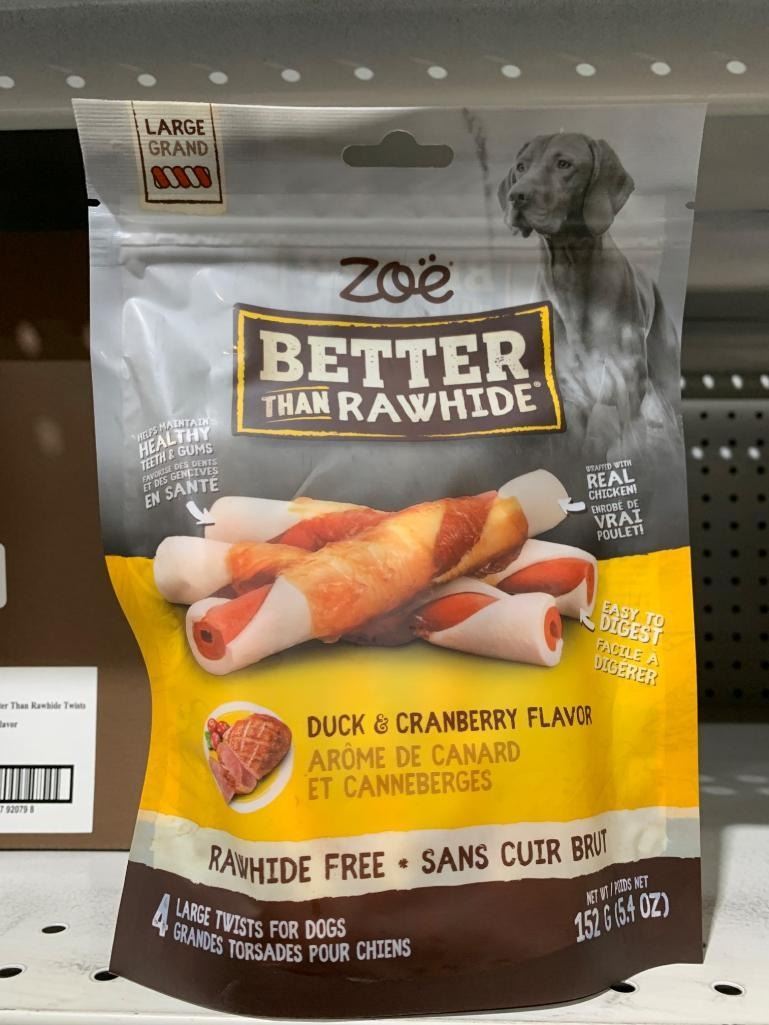 LARGE
GRAND
zoë
BETTER
THAN RAWHIDE®
HELPS MAINTAIN
HEALTHY
TEETH & GUMS
FAVORISE DES DENTS
ET DES GENCIVES
EN SANTÉ
WRAPPED WITH
REAL
CHICKEN!
ENROBÉ DE
VRAI
POULET!
EASY TO
DIGEST
FACILE À
DIGÉRER
DUCK & CRANBERRY FLAVOR
ARÔME DE CANARD
ET CANNEBERGES
RAWHIDE FREE * SANS CUIR BRUT
4 LARGE TWISTS FOR DOGS
GRANDES TORSADES POUR CHIENS
NET WT / POIDS NET
152 G (5.4 OZ)
Than Rawhide Twists
92079 8